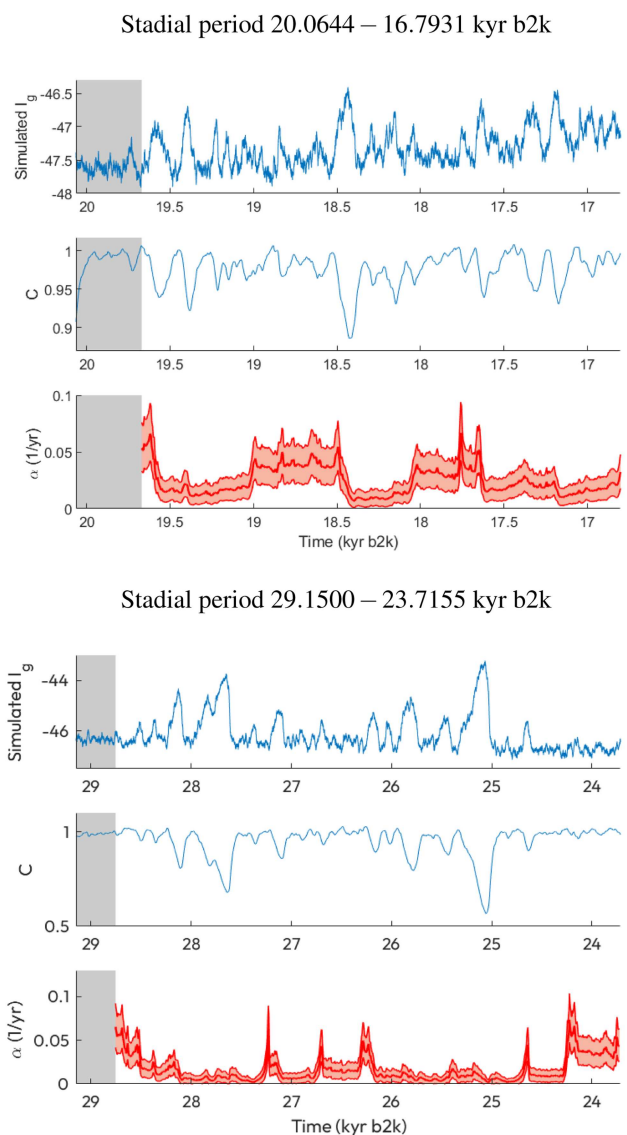 Stadial period 20.0644 – 16.7931 kyr b2k
Simulated I_g
-46.5
-47
-47.5
-48
20 19.5 19 18.5 18 17.5 17
C
1
0.95
0.9
20 19.5 19 18.5 18 17.5 17
α (1/yr)
0.1
0.05
0
20 19.5 19 18.5 18 17.5 17
Time (kyr b2k)
Stadial period 29.1500 – 23.7155 kyr b2k
Simulated I_g
-44
-46
29 28 27 26 25 24
C
1
0.5
29 28 27 26 25 24
α (1/yr)
0.1
0.05
0
29 28 27 26 25 24
Time (kyr b2k)